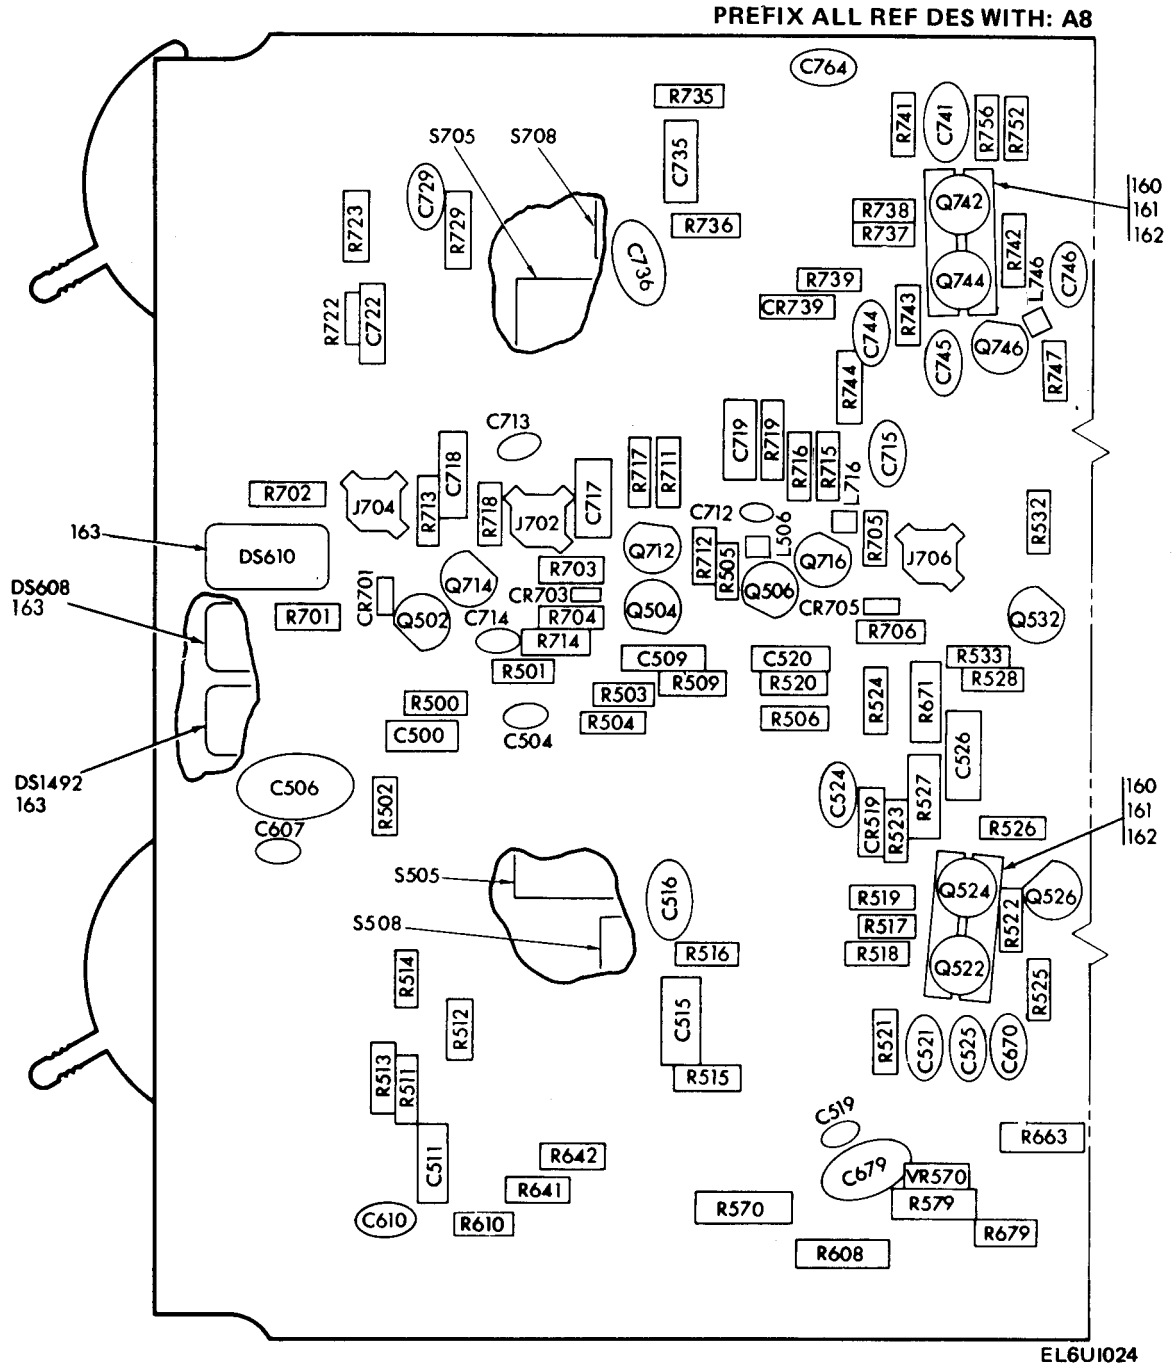 PREFIX ALL REF DES WITH: A8
C764
R735
R741
C741
R756
R752
S705
S708
C735
C729
R723
R729
R736
C736
R738
R737
Q742
160
161
162
R742
L746
C746
R739
CR739
Q744
R743
C744
R722
C722
C745
Q746
R747
R744
C713
C719
R719
R716
R715
L716
C715
R717
R711
C718
R702
J704
R713
R718
J702
C717
C712
L506
R705
J706
R532
163
DS610
Q712
R712
R505
Q716
DS608
163
CR701
Q714
R703
CR703
Q504
Q506
CR705
Q532
R701
Q502
C714
R704
R714
R706
R501
C509
R509
C520
R520
R533
R528
R500
R503
R504
R506
R524
R671
C500
C504
C526
DS1492
163
C506
R502
C524
CR519
R523
R527
160
161
162
C607
R526
S505
C516
R519
Q524
R522
Q526
S508
R517
R516
R518
Q522
R514
R525
R512
C515
R521
C521
C525
C670
R513
R511
R515
C519
R663
C511
R642
C679
VR570
R641
R570
R579
C610
R610
R679
R608
EL6UI024